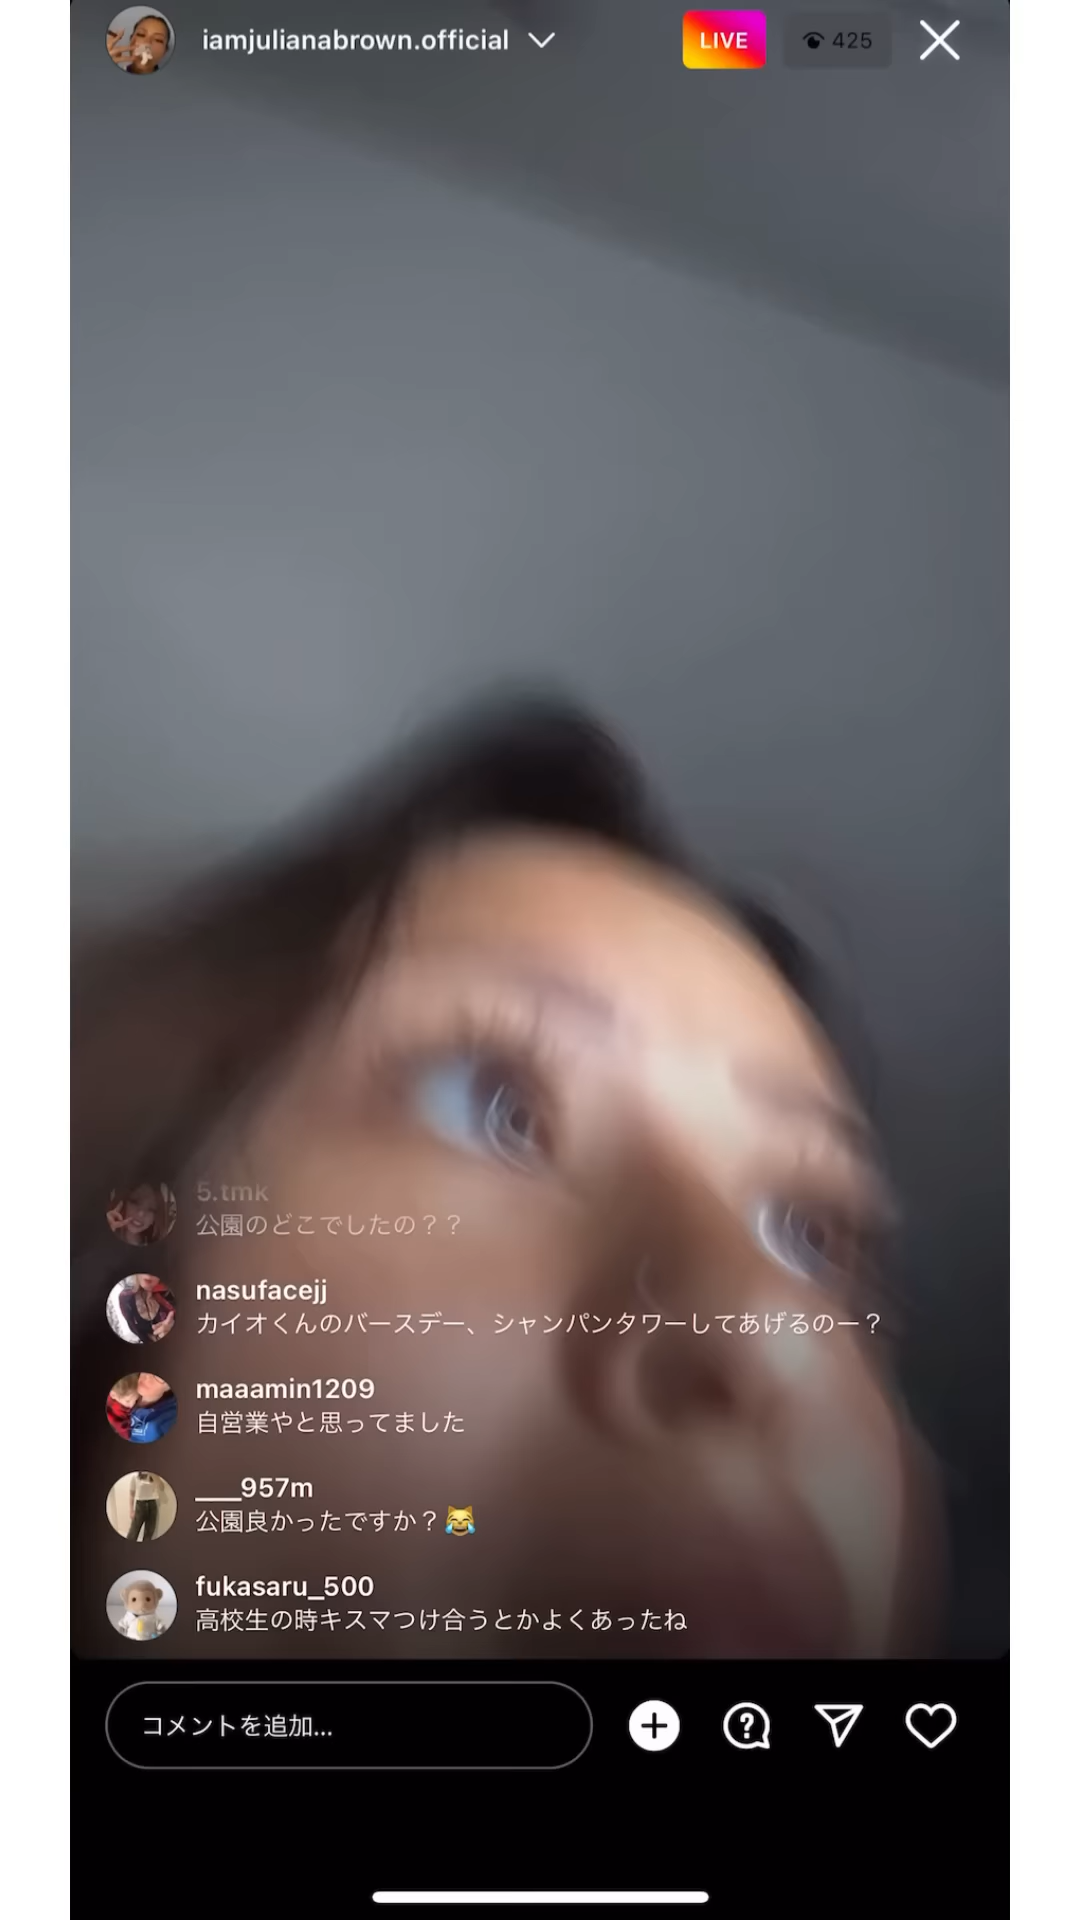 iamjulianabrown.official
LIVE
425
5.tmk
公園のどこでしたの？？
nasufacejj
カイオくんのバースデー、シャンパンタワーしてあげるのー？
maaamin1209
自営業やと思ってました
___957m
公園良かったですか？😹
fukasaru_500
高校生の時キスマつけ合うとかよくあったね
コメントを追加...